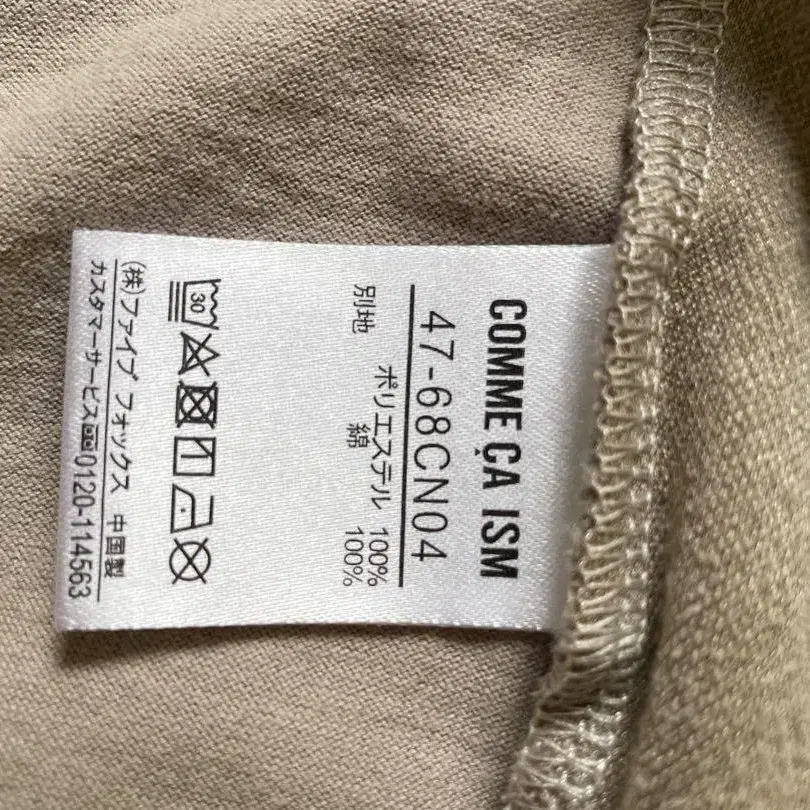 COMME ÇA ISM
47-68CN04
ポリエステル 100%
別地 綿 100%
30
(株)ファイブ フォックス 中国製
カスタマーサービス 0120-114563